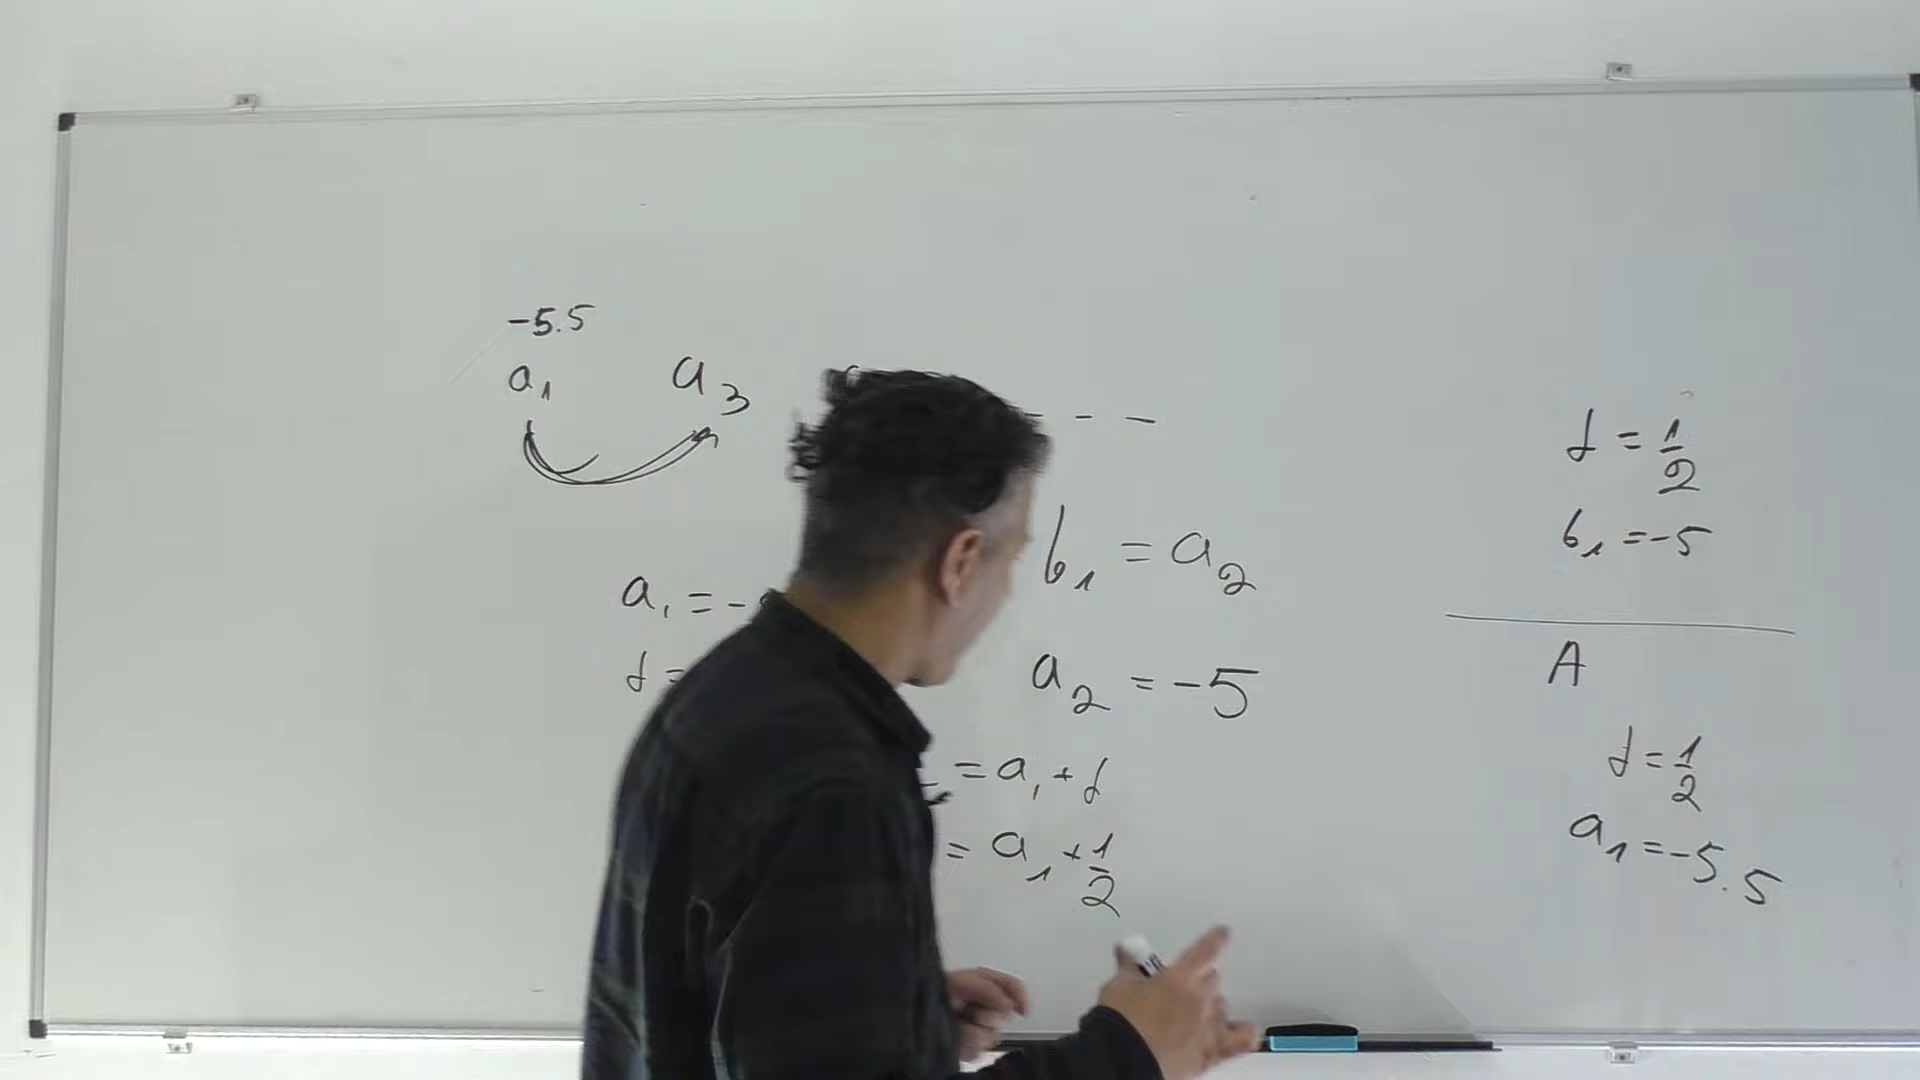 -5.5
a₁ a₃ - - -
a₁ = -
d =
b₁ = a₂
a₂ = -5
= a₁ + d
= a₁ + 1/2
d = 1/2
b₁ = -5
A
d = 1/2
a₁ = -5.5